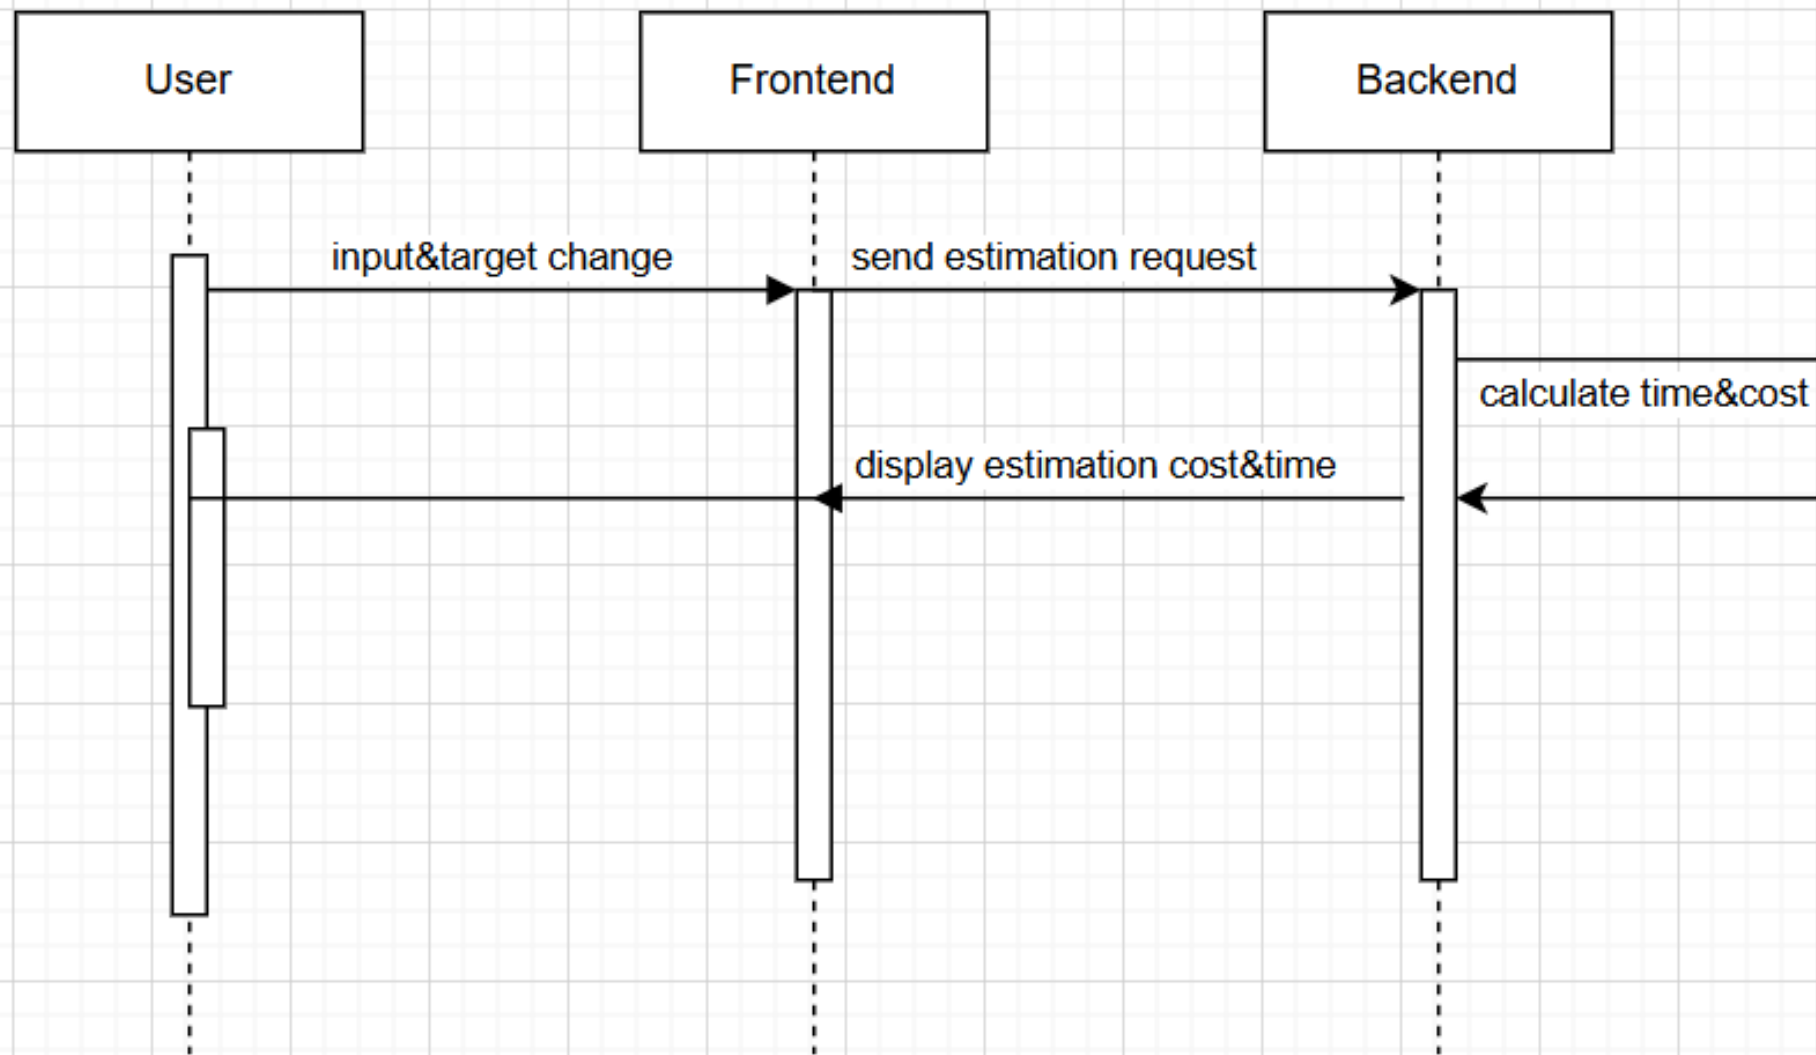 User
Frontend
Backend
input&target change
send estimation request
calculate time&cost
display estimation cost&time